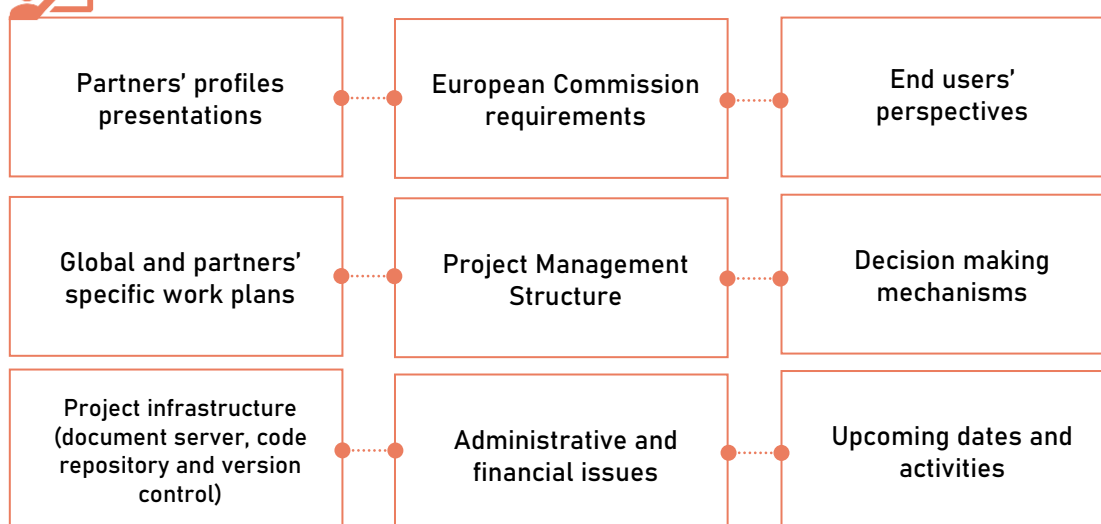 Partners’ profiles
presentations
European Commission
requirements
End users’
perspectives
Global and partners’
specific work plans
Project Management
Structure
Decision making
mechanisms
Project infrastructure
(document server, code
repository and version
control)
Administrative and
financial issues
Upcoming dates and
activities